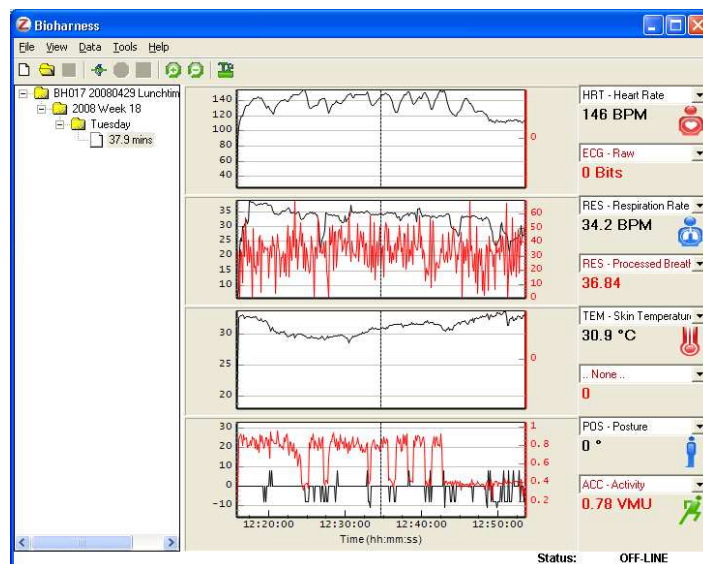 Bioharness
File View Data Tools Help
BH017 20080429 Lunchtim
2008 Week 18
Tuesday
37.9 mins
140
120
100
80
60
40
0
HRT - Heart Rate
146 BPM
ECG - Raw
0 Bits
35
30
25
20
15
10
60
50
40
30
20
10
0
RES - Respiration Rate
34.2 BPM
RES - Processed Breath
36.84
30
25
20
0
TEM - Skin Temperature
30.9 °C
.. None ..
0
30
20
10
0
-10
1
0.8
0.6
0.4
0.2
POS - Posture
0 °
ACC - Activity
0.78 VMU
12:20:00 12:30:00 12:40:00 12:50:00
Time (hh:mm:ss)
Status: OFF-LINE